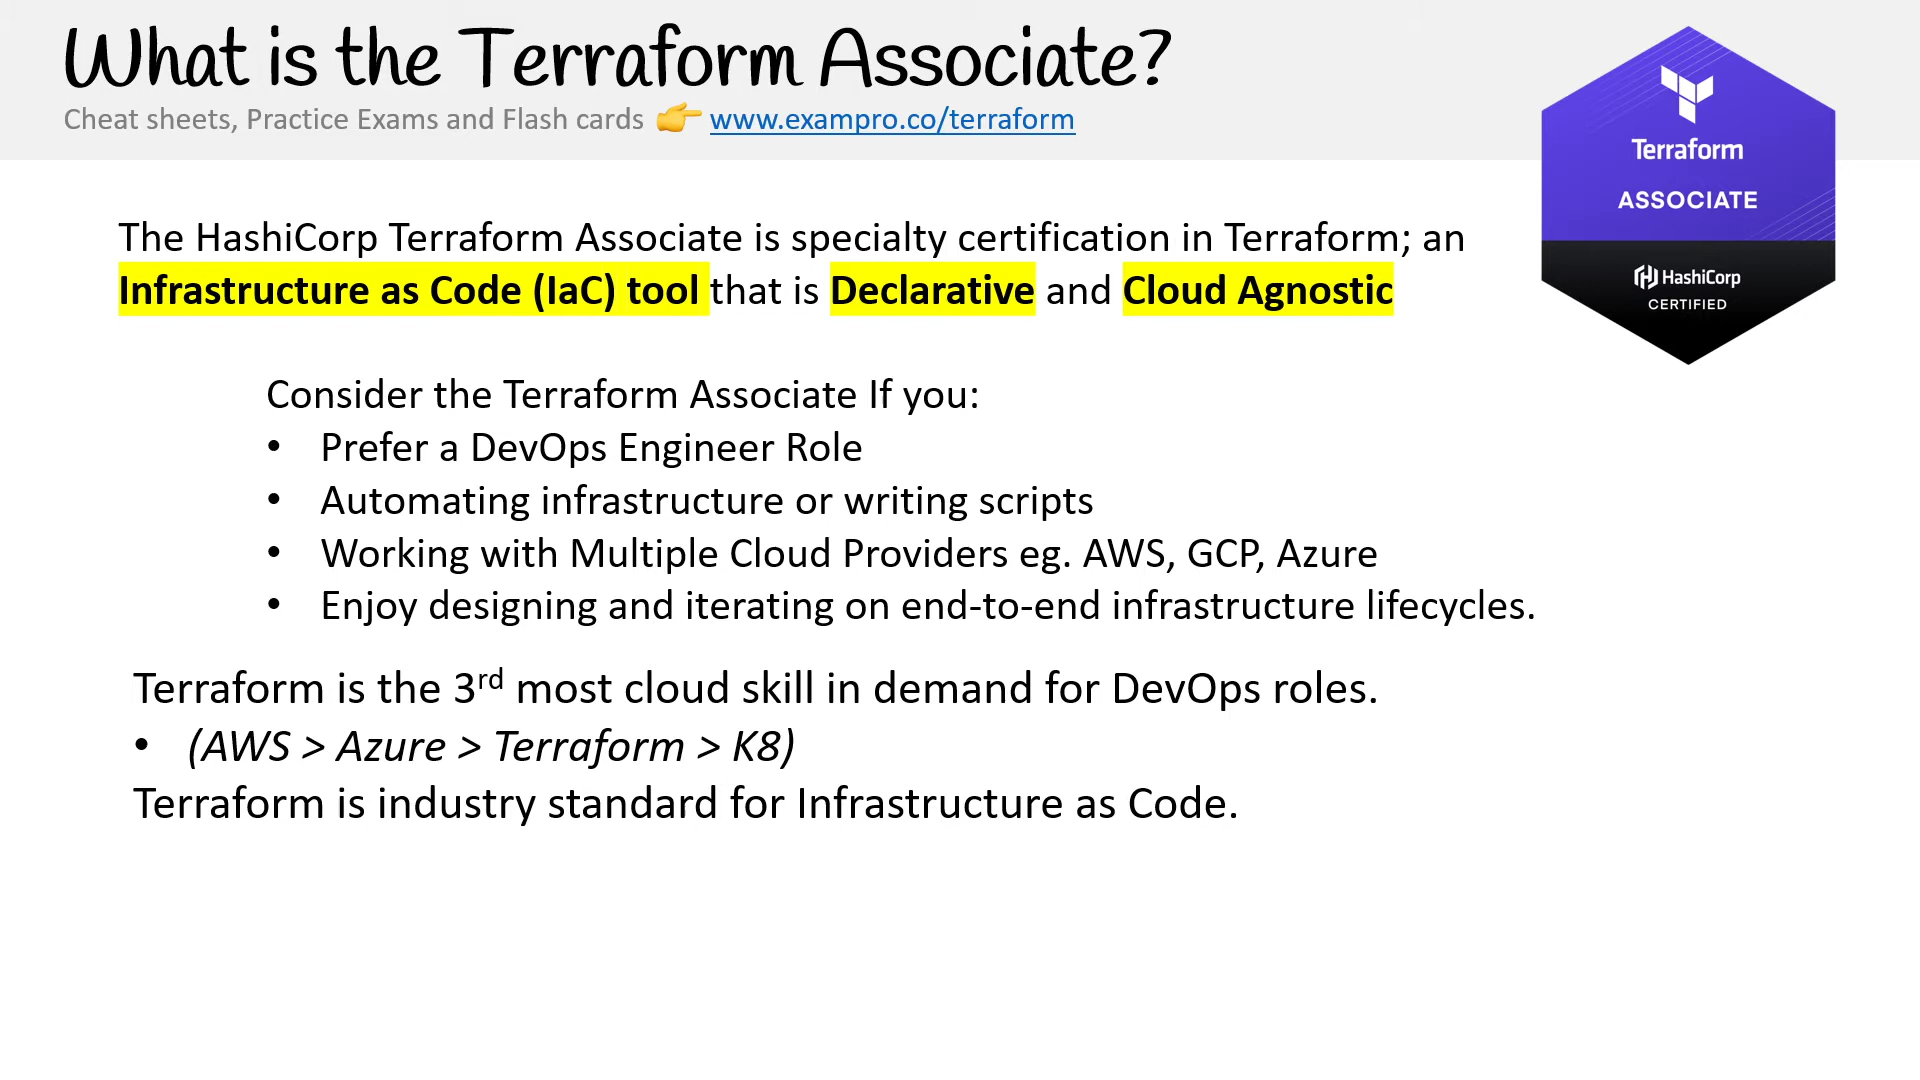 What is the Terraform Associate?
Cheat sheets, Practice Exams and Flash cards 👉 www.exampro.co/terraform
Terraform
ASSOCIATE
HashiCorp
CERTIFIED
The HashiCorp Terraform Associate is specialty certification in Terraform; an
Infrastructure as Code (IaC) tool that is Declarative and Cloud Agnostic
Consider the Terraform Associate If you:
• Prefer a DevOps Engineer Role
• Automating infrastructure or writing scripts
• Working with Multiple Cloud Providers eg. AWS, GCP, Azure
• Enjoy designing and iterating on end-to-end infrastructure lifecycles.
Terraform is the 3rd most cloud skill in demand for DevOps roles.
• (AWS > Azure > Terraform > K8)
Terraform is industry standard for Infrastructure as Code.